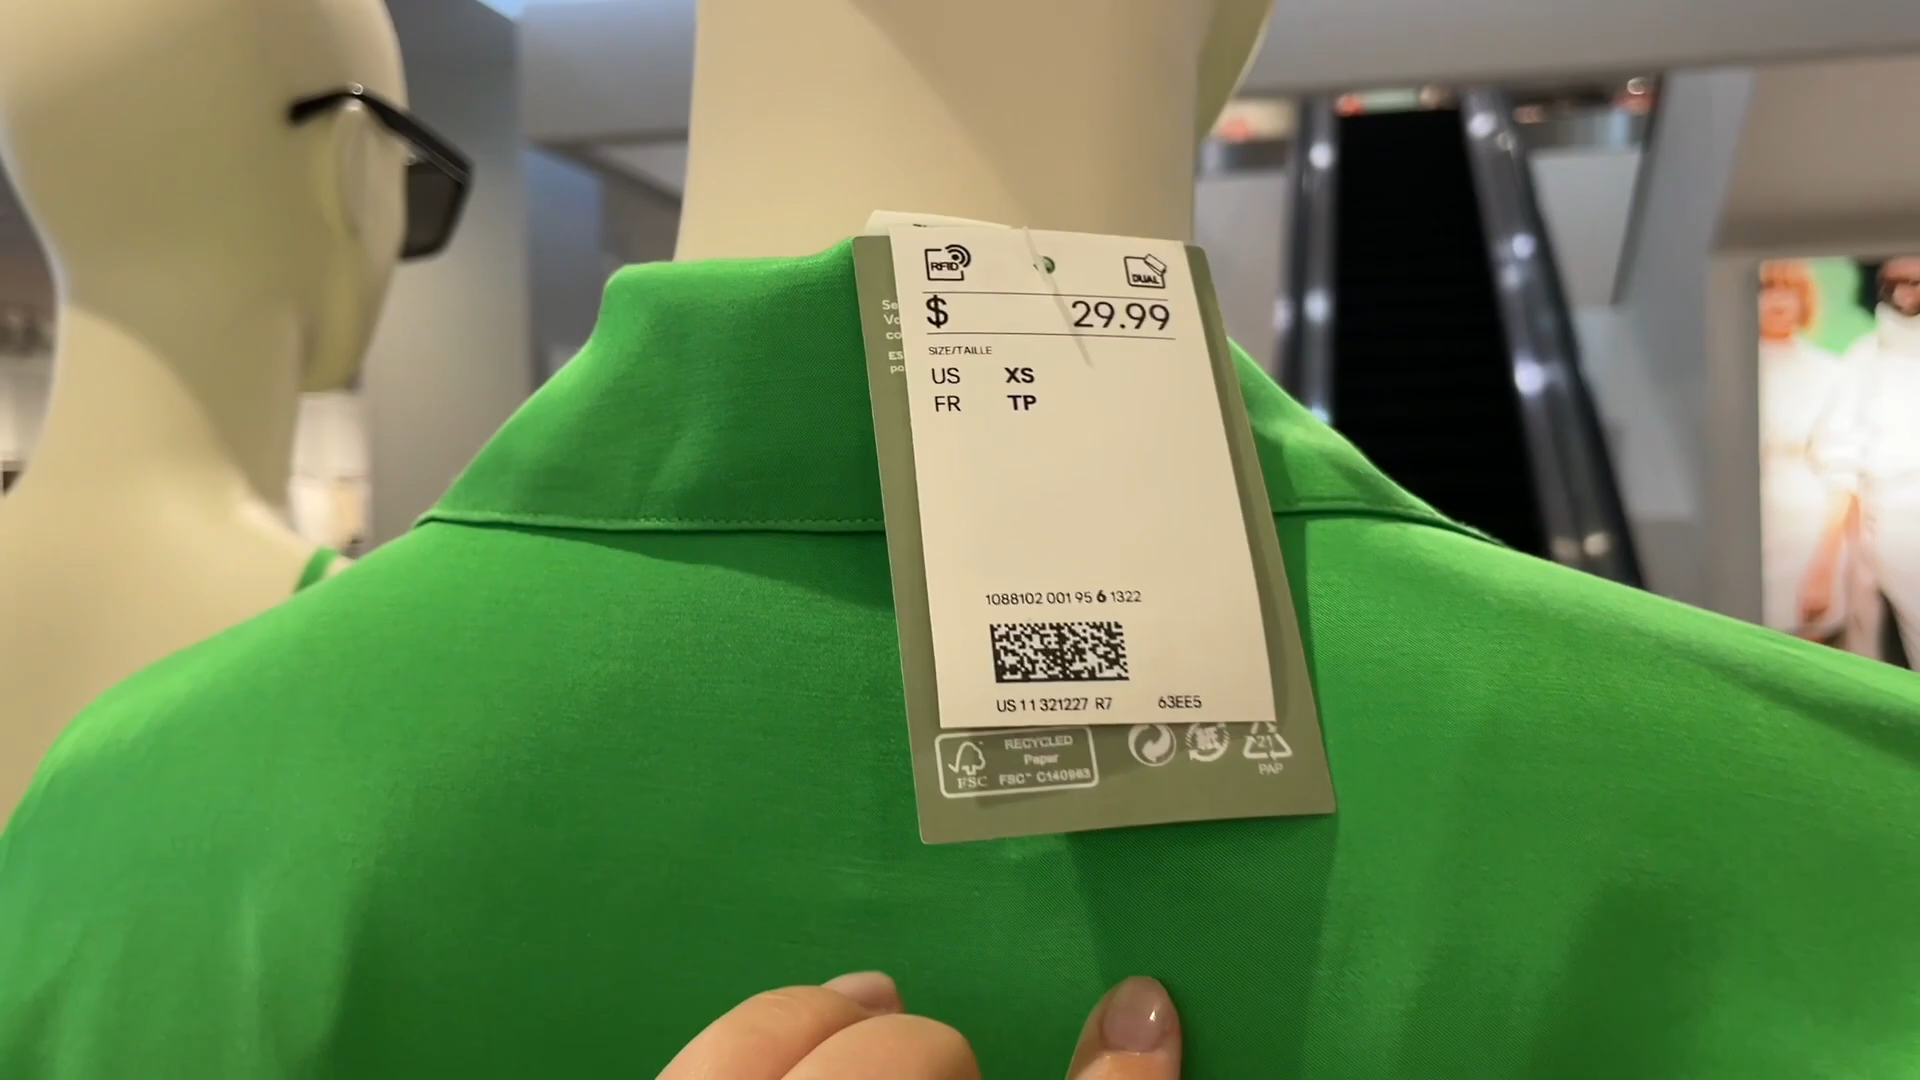 RFID
DUAL
$ 29.99
SIZE/TAILLE
US XS
FR TP
1088102 001 95 6 1322
US 11 321227 R7 63EE5
RECYCLED
Paper
FSC™ C140983
FSC
21
PAP